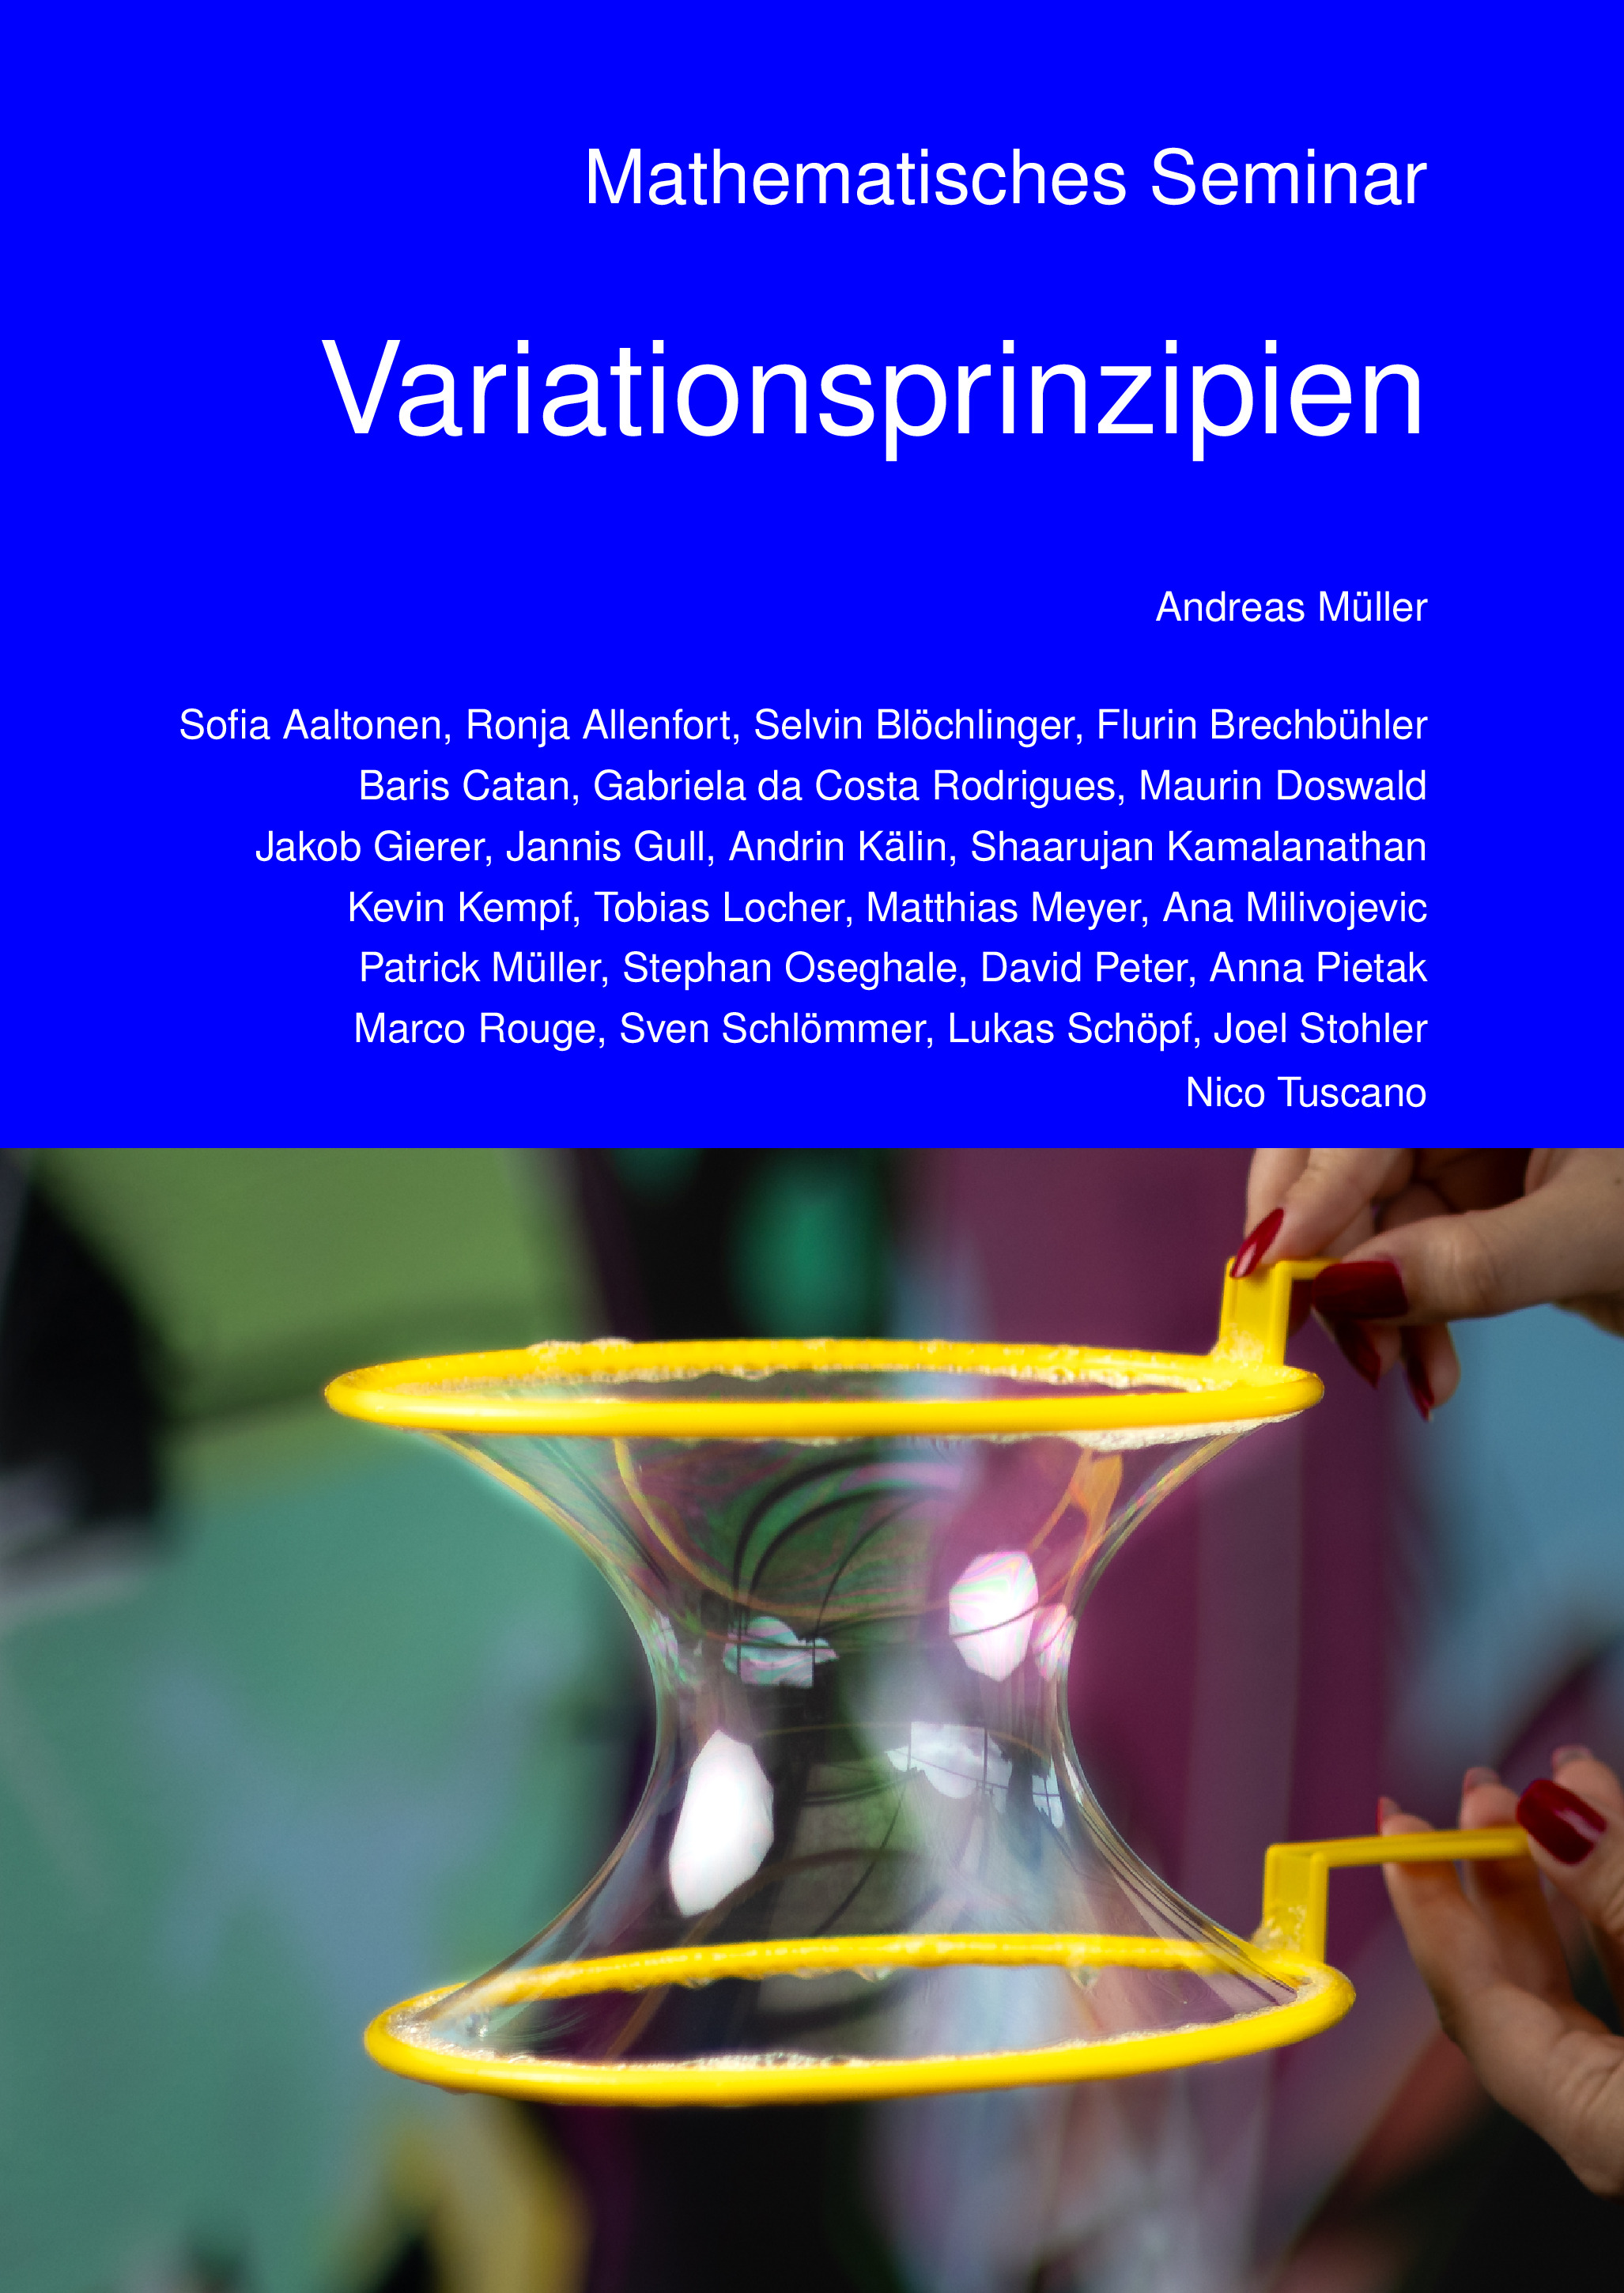 Mathematisches Seminar
Variationsprinzipien
Andreas Müller
Sofia Aaltonen, Ronja Allenfort, Selvin Blöchlinger, Flurin Brechbühler
Baris Catan, Gabriela da Costa Rodrigues, Maurin Doswald
Jakob Gierer, Jannis Gull, Andrin Kälin, Shaarujan Kamalanathan
Kevin Kempf, Tobias Locher, Matthias Meyer, Ana Milivojevic
Patrick Müller, Stephan Oseghale, David Peter, Anna Pietak
Marco Rouge, Sven Schlömmer, Lukas Schöpf, Joel Stohler
Nico Tuscano